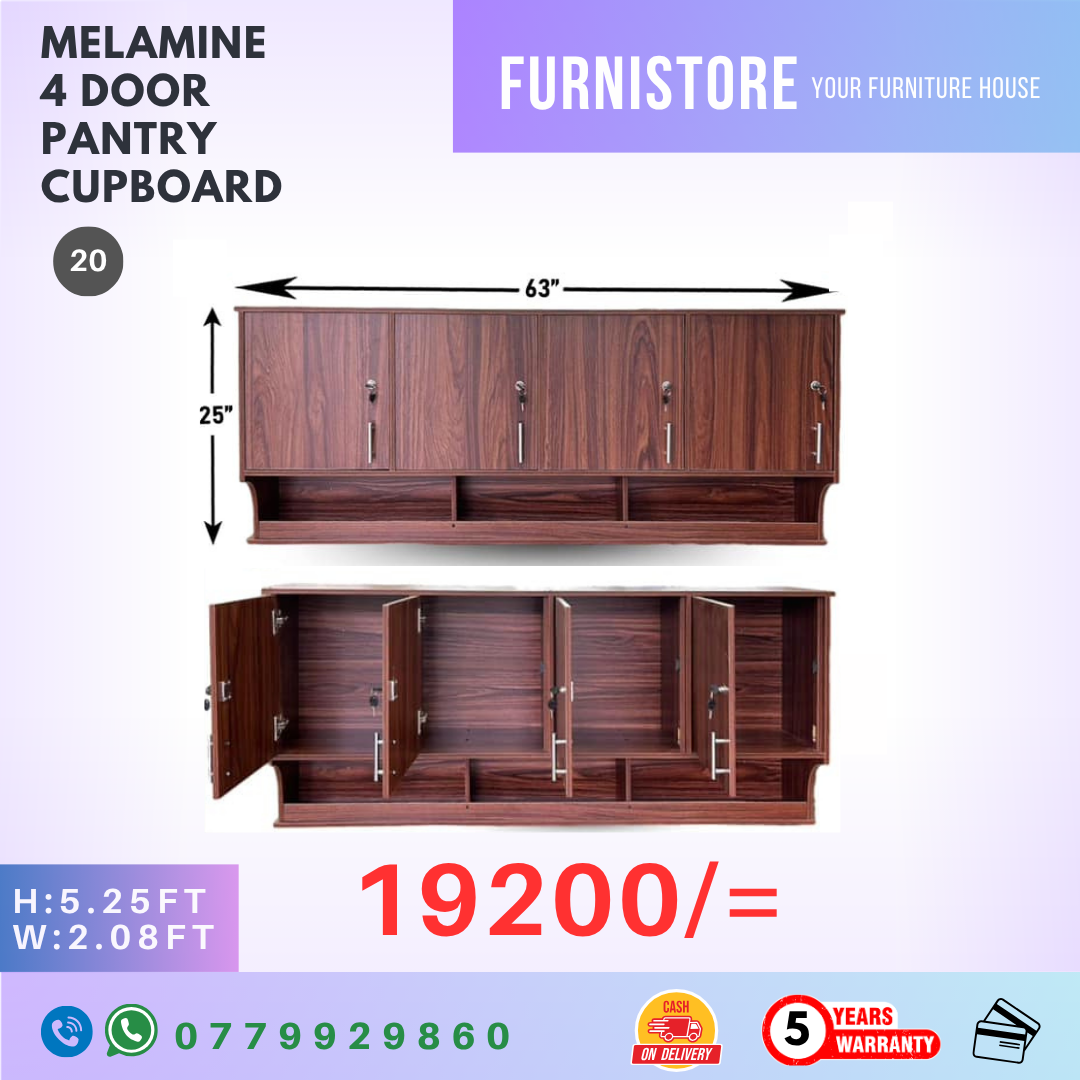 MELAMINE
4 DOOR
PANTRY
CUPBOARD
FURNISTORE YOUR FURNITURE HOUSE
20
63”
25”
H:5.25FT
W:2.08FT
19200/=
0779929860
CASH
ON DELIVERY
5 YEARS
WARRANTY